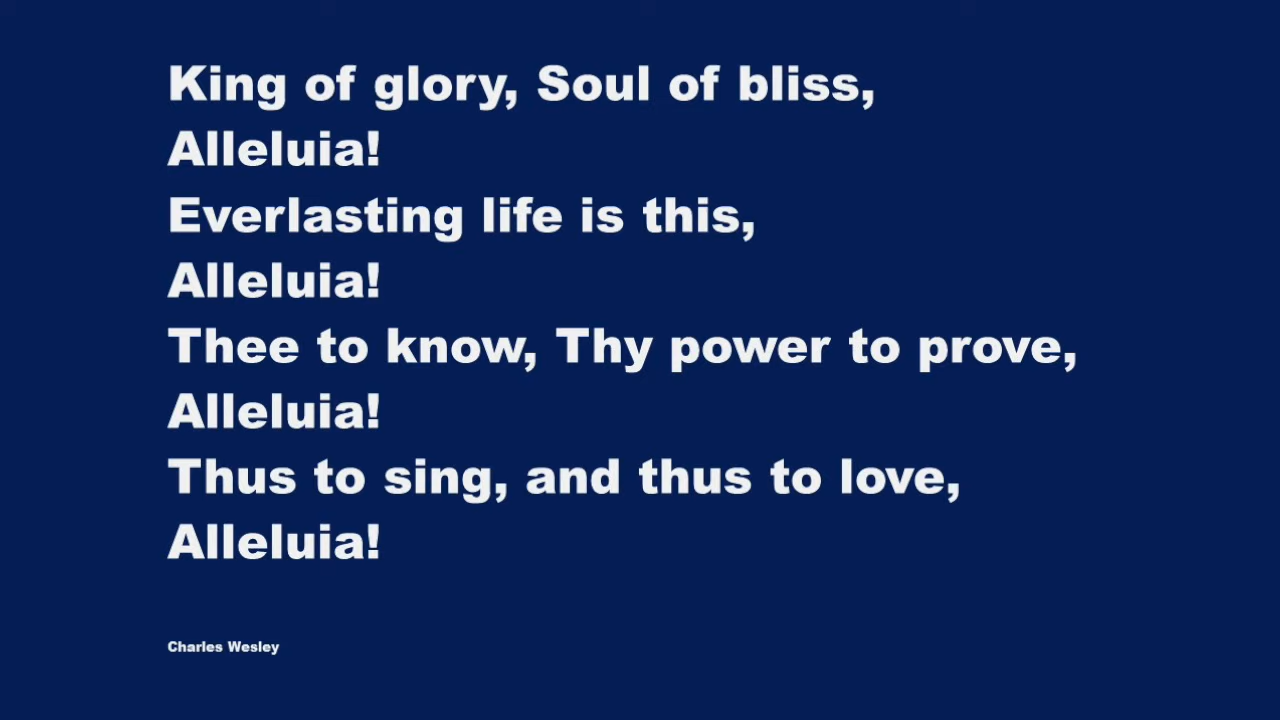 King of glory, Soul of bliss,
Alleluia!
Everlasting life is this,
Alleluia!
Thee to know, Thy power to prove,
Alleluia!
Thus to sing, and thus to love,
Alleluia!
Charles Wesley